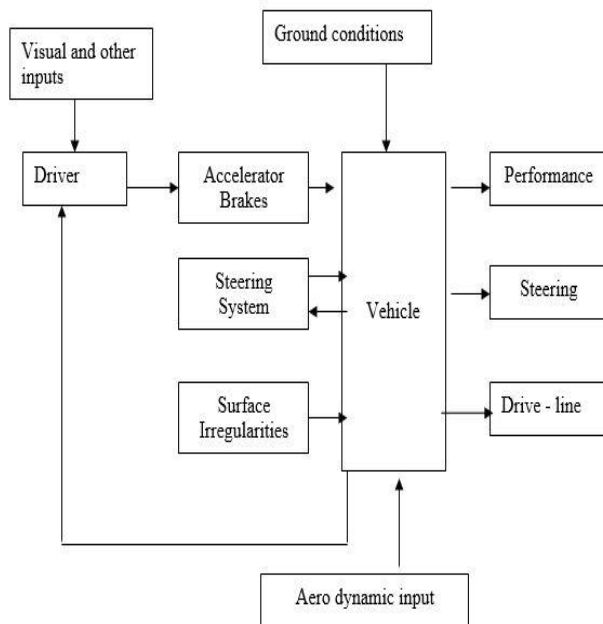 Ground conditions
Visual and other
inputs
Driver
Accelerator
Brakes
Performance
Steering
System
Vehicle
Steering
Surface
Irregularities
Drive - line
Aero dynamic input